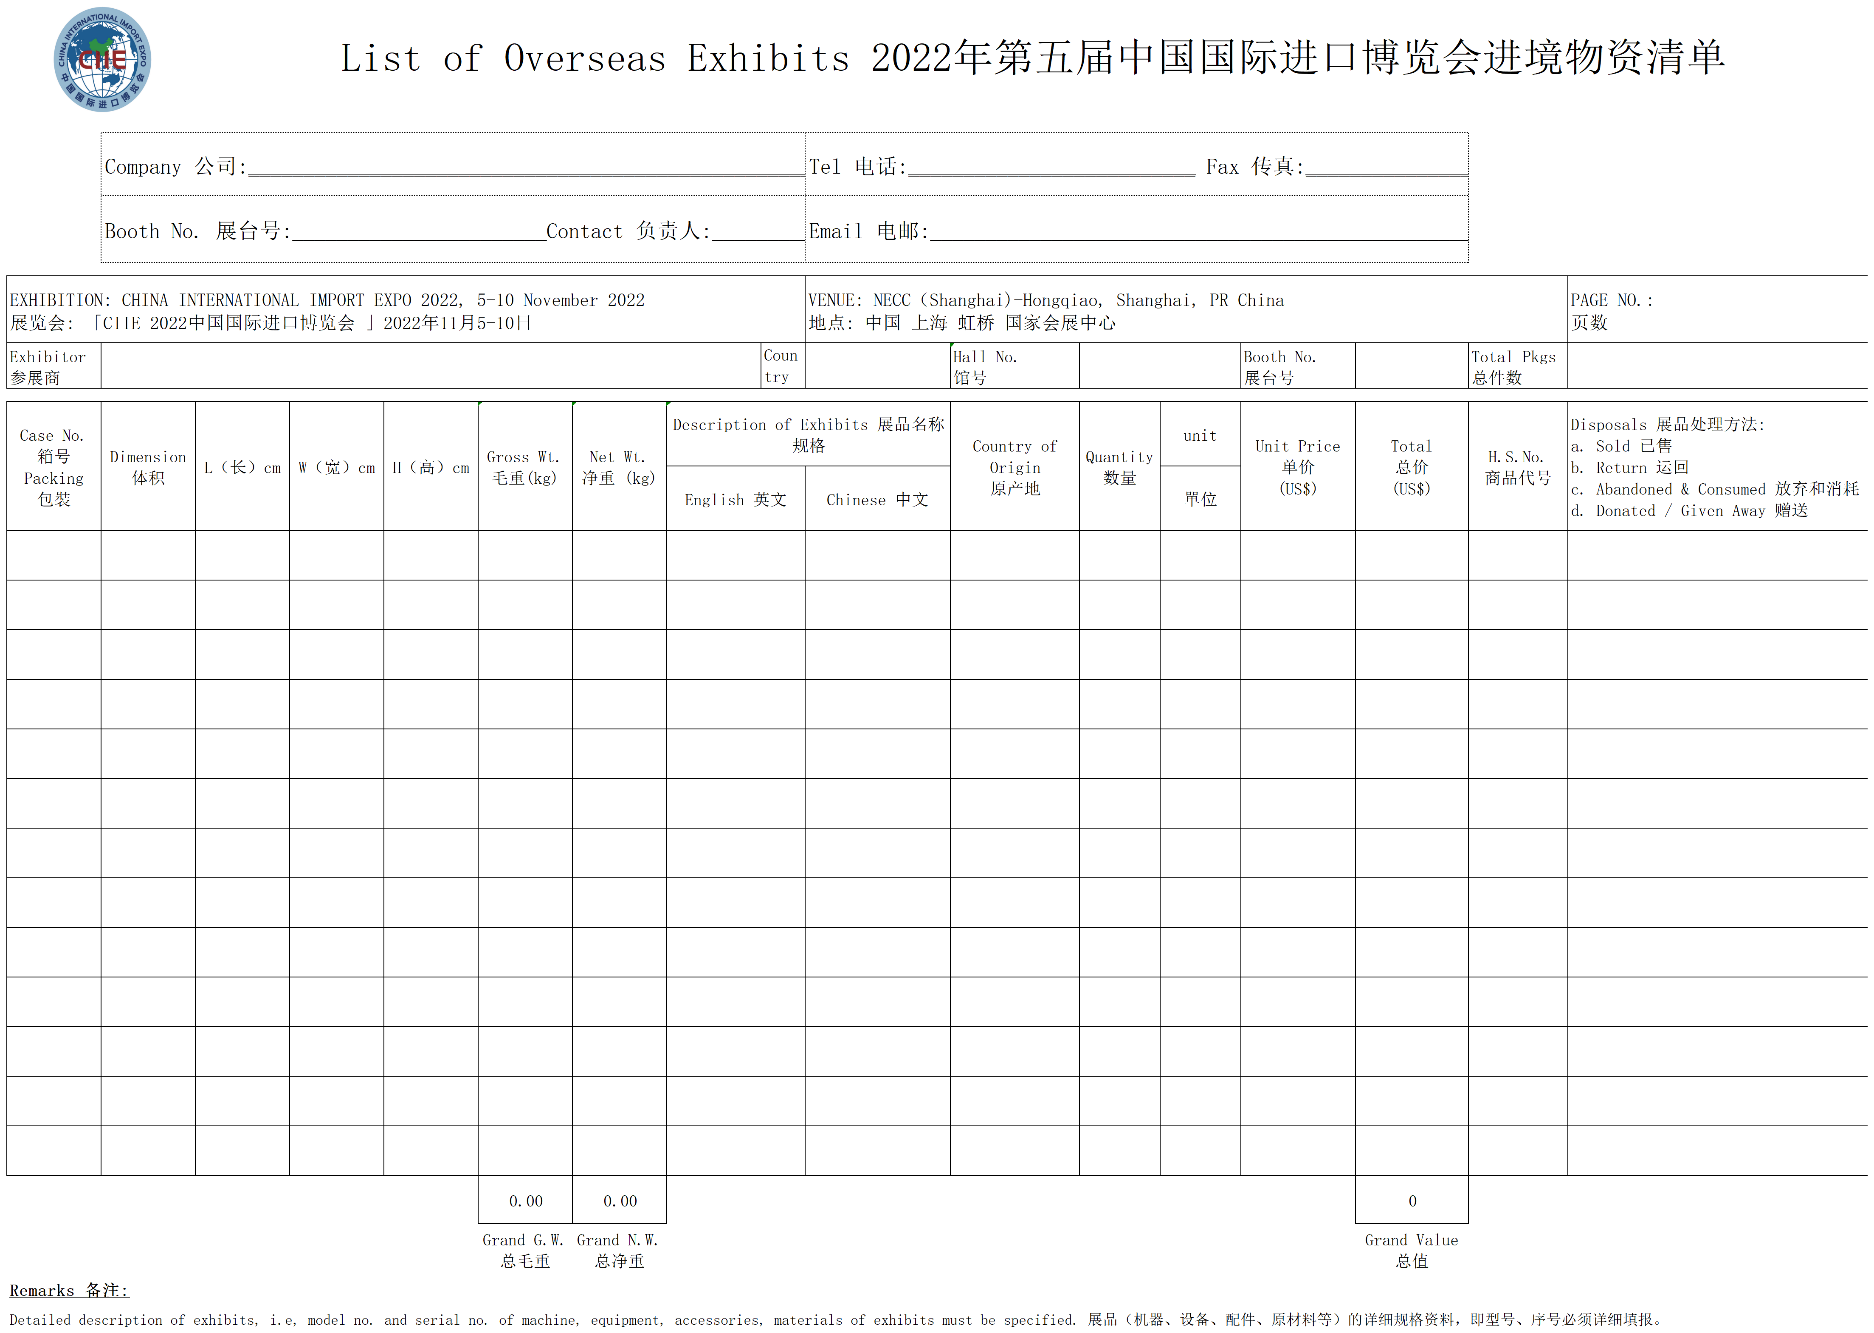 CHINA INTERNATIONAL IMPORT EXPO
CIIE
中国国际进口博览会
List of Overseas Exhibits 2022年第五届中国国际进口博览会进境物资清单
Company 公司:
Tel 电话:
Fax 传真:
Booth No. 展台号:
Contact 负责人:
Email 电邮:
EXHIBITION: CHINA INTERNATIONAL IMPORT EXPO 2022, 5-10 November 2022
展览会: 「CIIE 2022中国国际进口博览会 」2022年11月5-10日
VENUE: NECC (Shanghai)-Hongqiao, Shanghai, PR China
地点: 中国 上海 虹桥 国家会展中心
PAGE NO.:
页数
Exhibitor
参展商
Coun
try
Hall No.
馆号
Booth No.
展台号
Total Pkgs
总件数
Case No.
箱号
Packing
包装
Dimension
体积
L（长）cm
W（宽）cm
H（高）cm
Gross Wt.
毛重(kg)
Net Wt.
净重 (kg)
Description of Exhibits 展品名称
规格
English 英文
Chinese 中文
Country of
Origin
原产地
Quantity
数量
unit
單位
Unit Price
单价
(US$)
Total
总价
(US$)
H.S.No.
商品代号
Disposals 展品处理方法:
a. Sold 已售
b. Return 运回
c. Abandoned & Consumed 放弃和消耗
d. Donated / Given Away 赠送
0.00
0.00
0
Grand G.W.
总毛重
Grand N.W.
总净重
Grand Value
总值
Remarks 备注:
Detailed description of exhibits, i.e, model no. and serial no. of machine, equipment, accessories, materials of exhibits must be specified. 展品（机器、设备、配件、原材料等）的详细规格资料，即型号、序号必须详细填报。